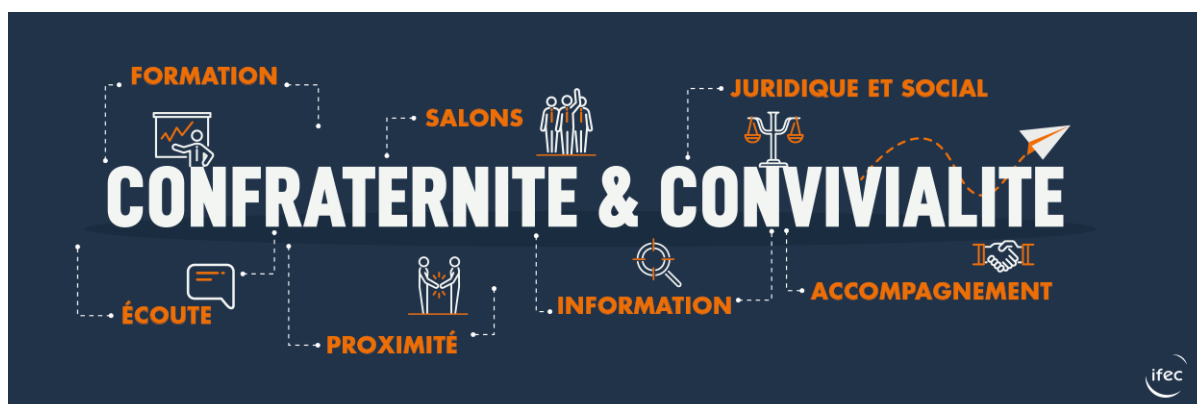 FORMATION
SALONS
JURIDIQUE ET SOCIAL
CONFRATERNITE & CONVIVIALITE
ÉCOUTE
PROXIMITÉ
INFORMATION
ACCOMPAGNEMENT
ifec